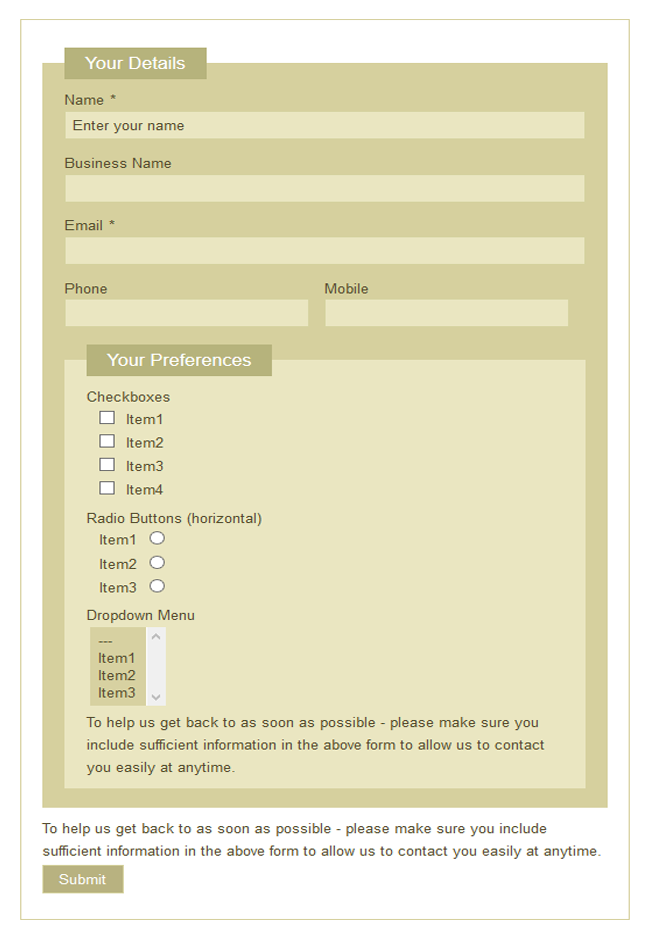 Your Details
Name *
Enter your name
Business Name
Email *
Phone Mobile
Your Preferences
Checkboxes
Item1
Item2
Item3
Item4
Radio Buttons (horizontal)
Item1
Item2
Item3
Dropdown Menu
---
Item1
Item2
Item3
To help us get back to as soon as possible - please make sure you
include sufficient information in the above form to allow us to contact
you easily at anytime.
To help us get back to as soon as possible - please make sure you include
sufficient information in the above form to allow us to contact you easily at anytime.
Submit